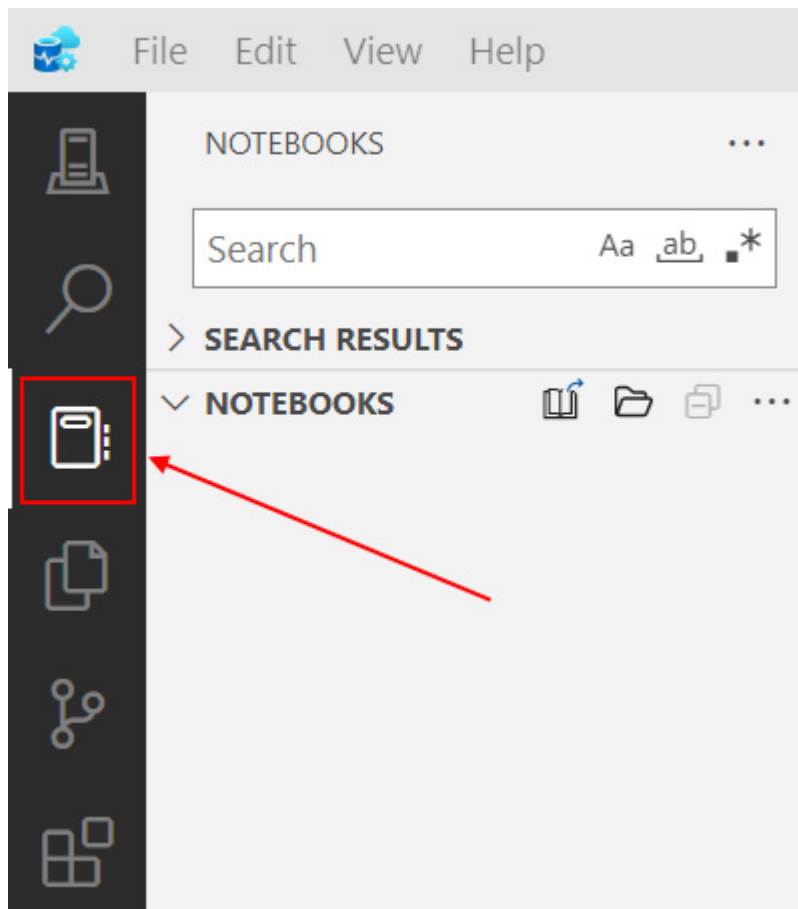 File Edit View Help
NOTEBOOKS ...
Search Aa ab *
SEARCH RESULTS
NOTEBOOKS ...